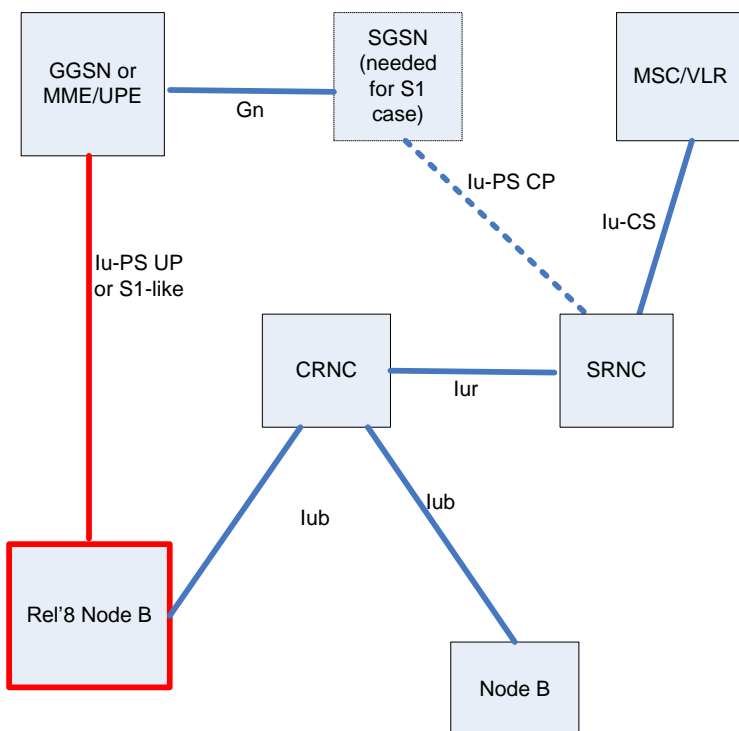 GGSN or
MME/UPE
SGSN
(needed
for S1
case)
MSC/VLR
Gn
Iu-PS CP
Iu-CS
Iu-PS UP
or S1-like
CRNC
SRNC
Iur
Iub
Iub
Rel’8 Node B
Node B